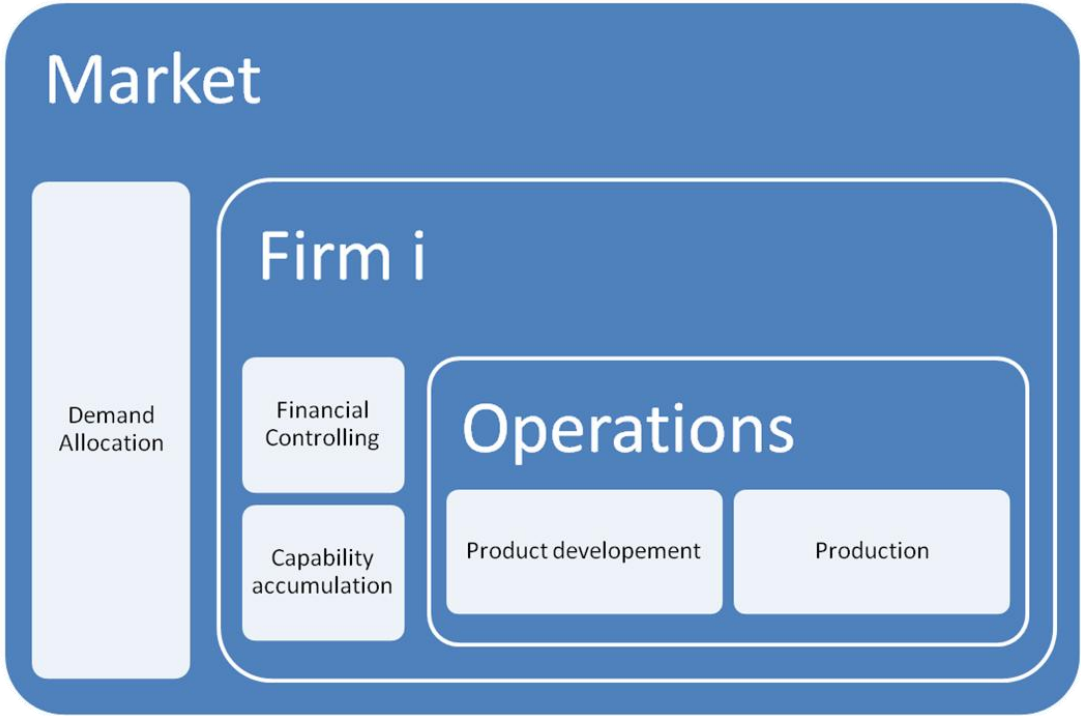 Market
Firm i
Demand
Allocation
Financial
Controlling
Capability
accumulation
Operations
Product developement
Production